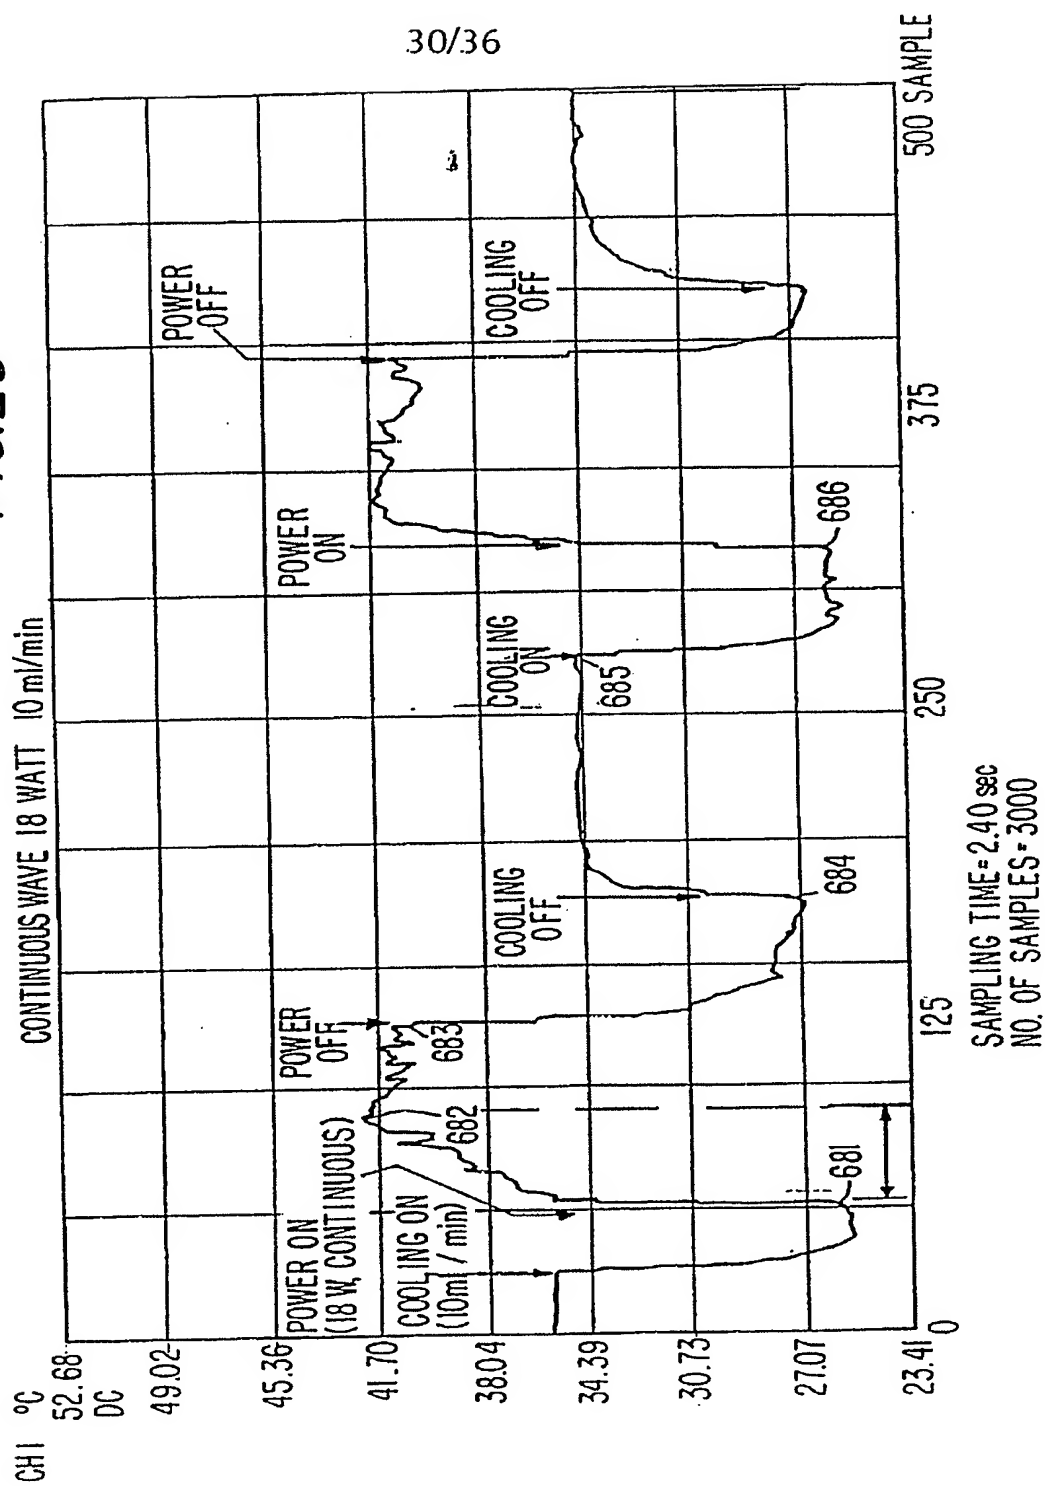 30/36
CONTINUOUS WAVE 18 WATT 10 ml/min
CH1 °C
52.68
DC
49.02
45.36
41.70
38.04
34.39
30.73
27.07
23.41
0
125
250
375
500 SAMPLE
POWER ON
(18 W, CONTINUOUS)
COOLING ON
(10ml / min)
681
682
683
POWER
OFF
COOLING
OFF
684
COOLING
ON
685
POWER
ON
686
POWER
OFF
COOLING
OFF
SAMPLING TIME=2.40 sec
NO. OF SAMPLES=3000